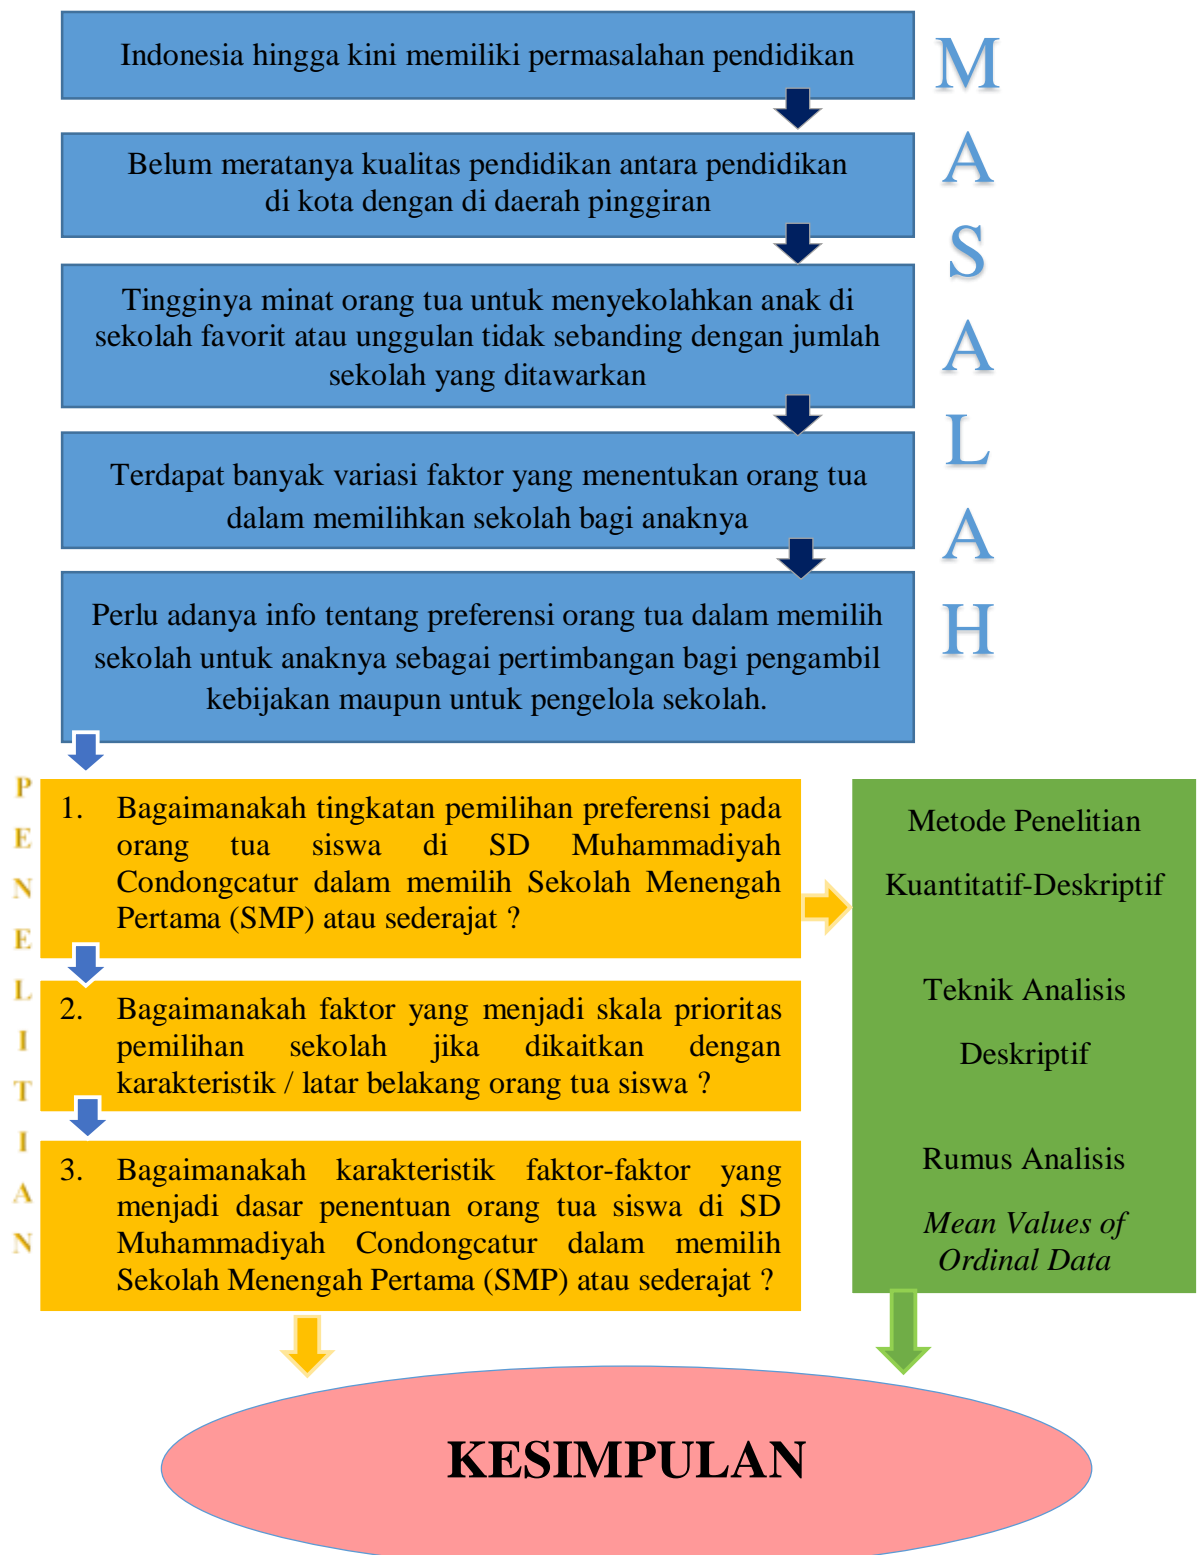 Indonesia hingga kini memiliki permasalahan pendidikan
Belum meratanya kualitas pendidikan antara pendidikan
di kota dengan di daerah pinggiran
Tingginya minat orang tua untuk menyekolahkan anak di
sekolah favorit atau unggulan tidak sebanding dengan jumlah
sekolah yang ditawarkan
Terdapat banyak variasi faktor yang menentukan orang tua
dalam memilihkan sekolah bagi anaknya
Perlu adanya info tentang preferensi orang tua dalam memilih
sekolah untuk anaknya sebagai pertimbangan bagi pengambil
kebijakan maupun untuk pengelola sekolah.
M
A
S
A
L
A
H
P
E
N
E
L
I
T
I
A
N
1. Bagaimanakah tingkatan pemilihan preferensi pada
orang tua siswa di SD Muhammadiyah
Condongcatur dalam memilih Sekolah Menengah
Pertama (SMP) atau sederajat ?
2. Bagaimanakah faktor yang menjadi skala prioritas
pemilihan sekolah jika dikaitkan dengan
karakteristik / latar belakang orang tua siswa ?
3. Bagaimanakah karakteristik faktor-faktor yang
menjadi dasar penentuan orang tua siswa di SD
Muhammadiyah Condongcatur dalam memilih
Sekolah Menengah Pertama (SMP) atau sederajat ?
Metode Penelitian
Kuantitatif-Deskriptif
Teknik Analisis
Deskriptif
Rumus Analisis
Mean Values of
Ordinal Data
KESIMPULAN